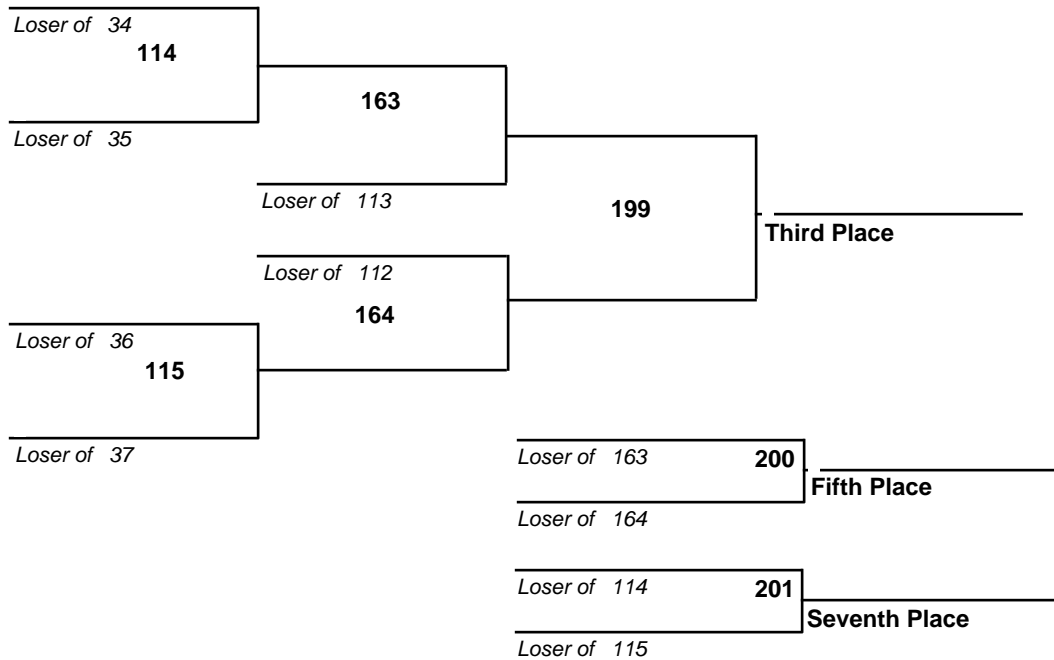 Loser of 34
114
163
Loser of 35
Loser of 113
199
Third Place
Loser of 112
164
Loser of 36
115
Loser of 37
Loser of 163 200
Fifth Place
Loser of 164
Loser of 114 201
Seventh Place
Loser of 115